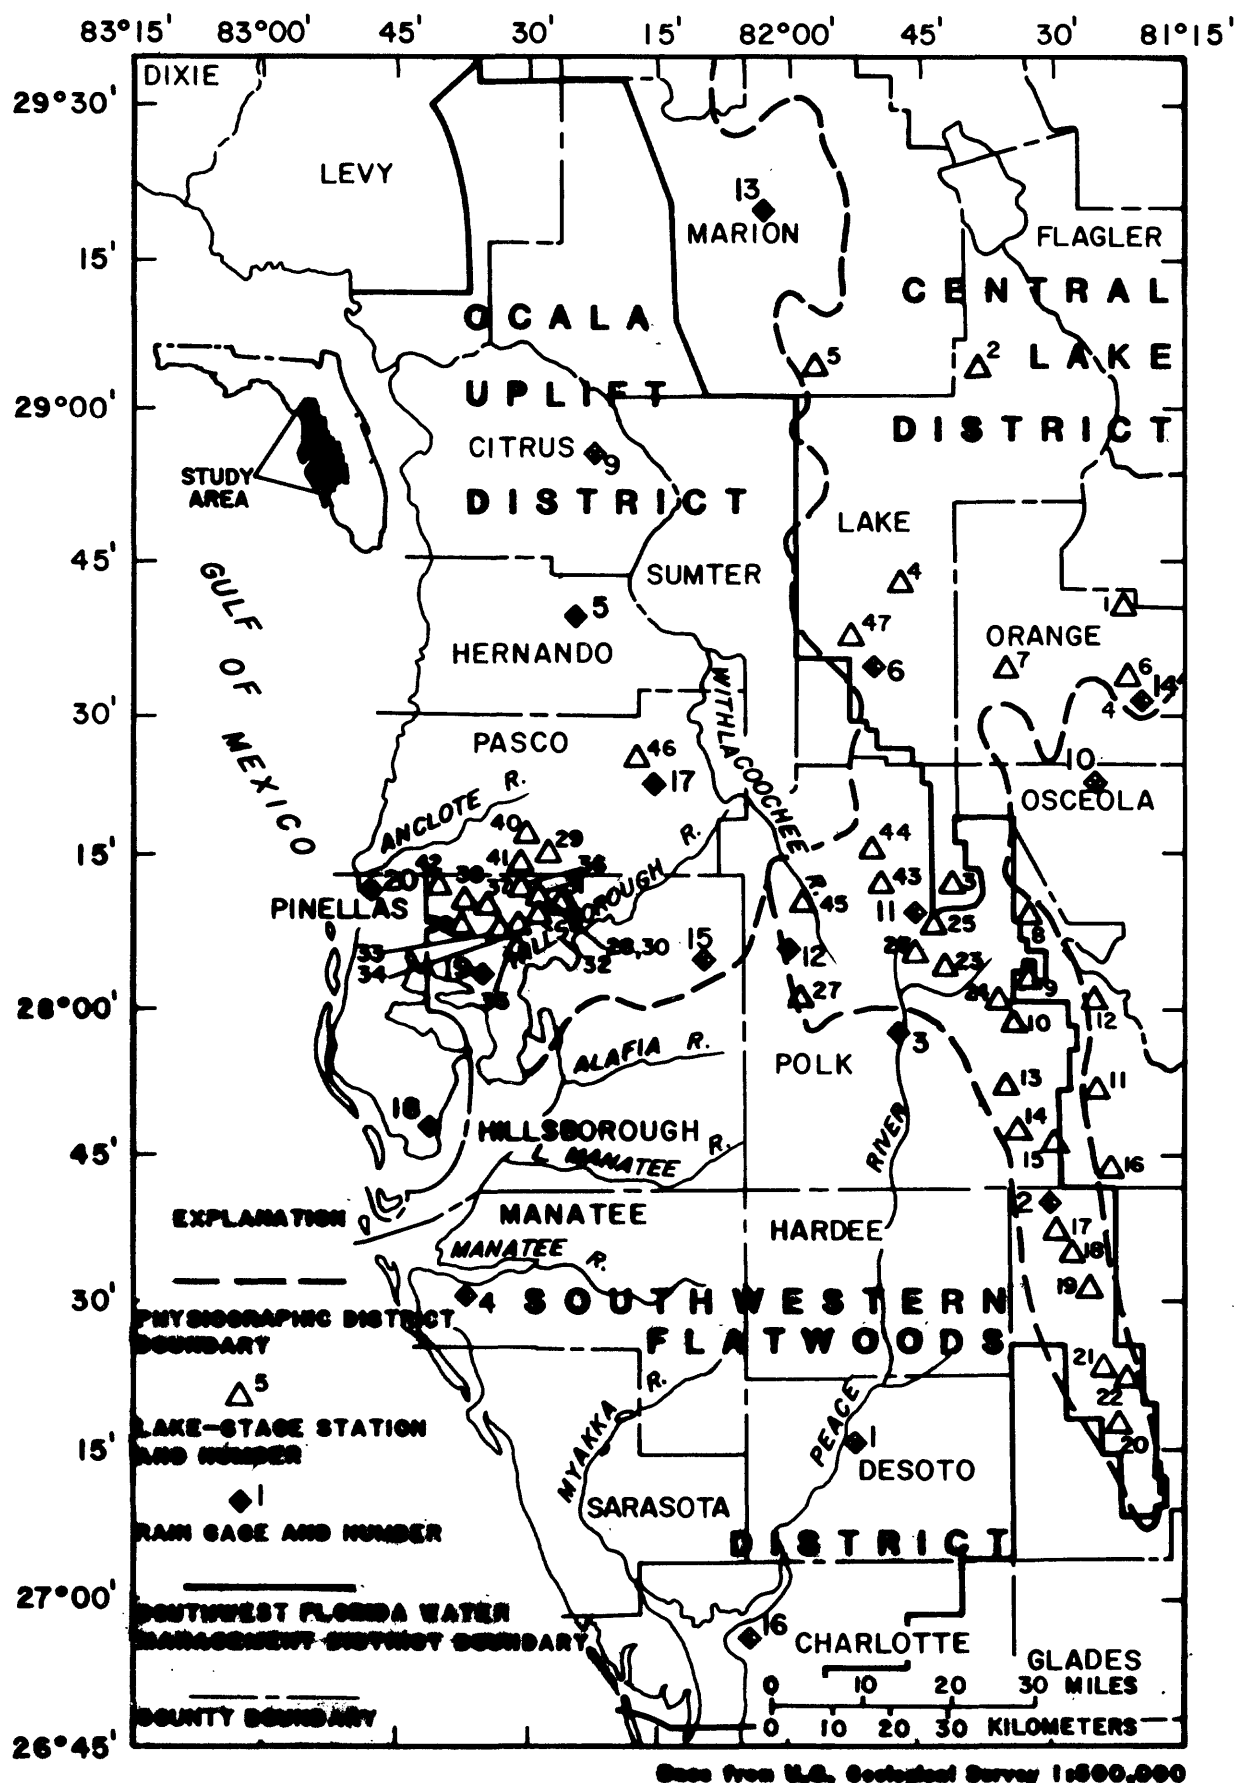 83°15' 83°00' 45' 30' 15' 82°00' 45' 30' 81°15'
DIXIE
29°30'
LEVY
13
MARION
FLAGLER
15'
CENTRAL
OCALA
5
2
LAKE
UPLIFT
29°00'
DISTRICT
CITRUS
9
STUDY
AREA
DISTRICT
LAKE
45'
SUMTER
4
GULF OF MEXICO
5
1
47
ORANGE
HERNANDO
6
7
6
14
4
WITHLACOOCHEE R.
30'
PASCO
46
17
10
OSCEOLA
ANCLOTE R.
40
29
44
15'
42
41
36
43
3
20
37
PINELLAS
HILLSBOROUGH R.
45
11
25
8
33
28,30
15
12
34
32
23
9
35
27
24
28°00'
10
12
3
ALAFIA R.
POLK
13
11
18
14
HILLSBOROUGH
RIVER
45'
15
16
L. MANATEE R.
EXPLANATION
MANATEE
HARDEE
2
17
18
MANATEE R.
19
30'
4
SOUTHWESTERN
PHYSIOGRAPHIC DISTRICT
BOUNDARY
FLATWOODS
21
5
22
LAKE-STAGE STATION
AND NUMBER
MYAKKA R.
PEACE
1
20
15'
DESOTO
1
SARASOTA
RAIN GAGE AND NUMBER
DISTRICT
27°00'
SOUTHWEST FLORIDA WATER
MANAGEMENT DISTRICT BOUNDARY
16
CHARLOTTE
GLADES
0 10 20 30 MILES
COUNTY BOUNDARY
0 10 20 30 KILOMETERS
26°45'
Base from U.S. Geological Survey 1:500,000